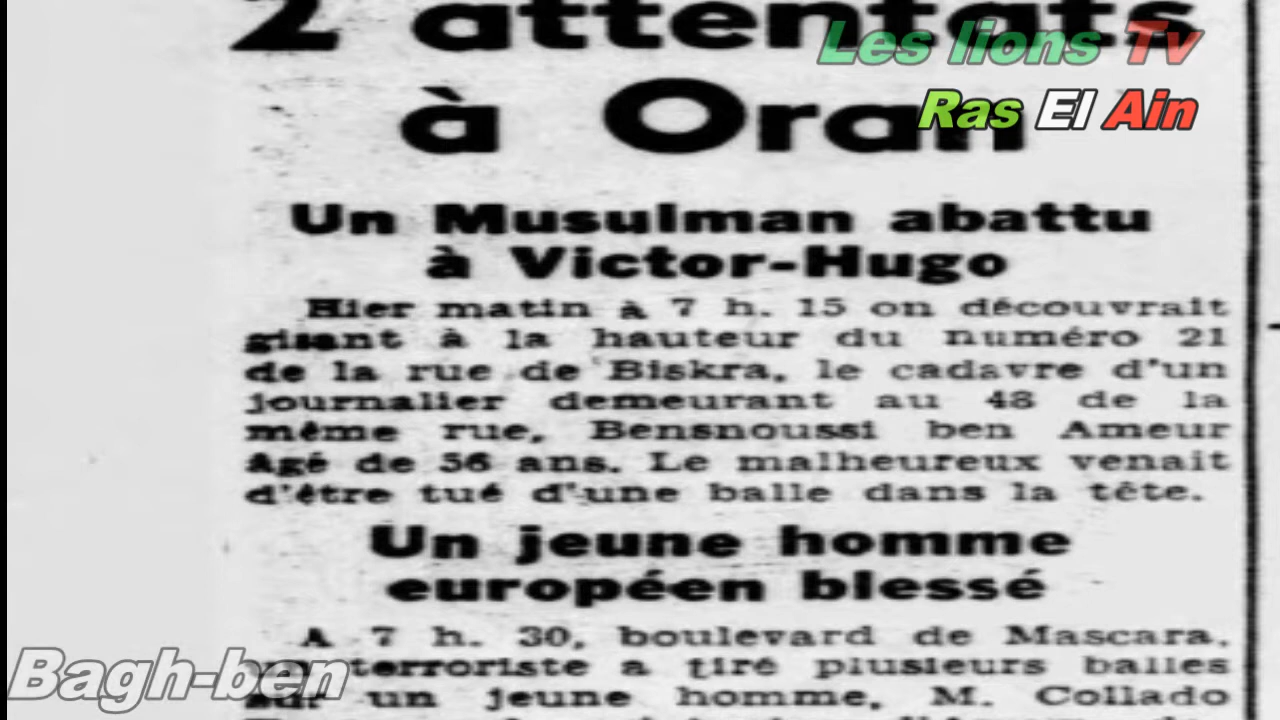 2 attentats
Les lions Tv
à Oran
Ras El Ain
Un Musulman abattu
à Victor-Hugo
Hier matin à 7 h. 15 on découvrait
gisant à la hauteur du numéro 21
de la rue de Biskra, le cadavre d'un
journalier demeurant au 48 de la
même rue, Bensnoussi ben Ameur
âgé de 56 ans. Le malheureux venait
d'être tué d'une balle dans la tête.
Un jeune homme
européen blessé
A 7 h. 30, boulevard de Mascara,
terroriste a tiré plusieurs balles
sur un jeune homme, M. Collado
Bagh-ben